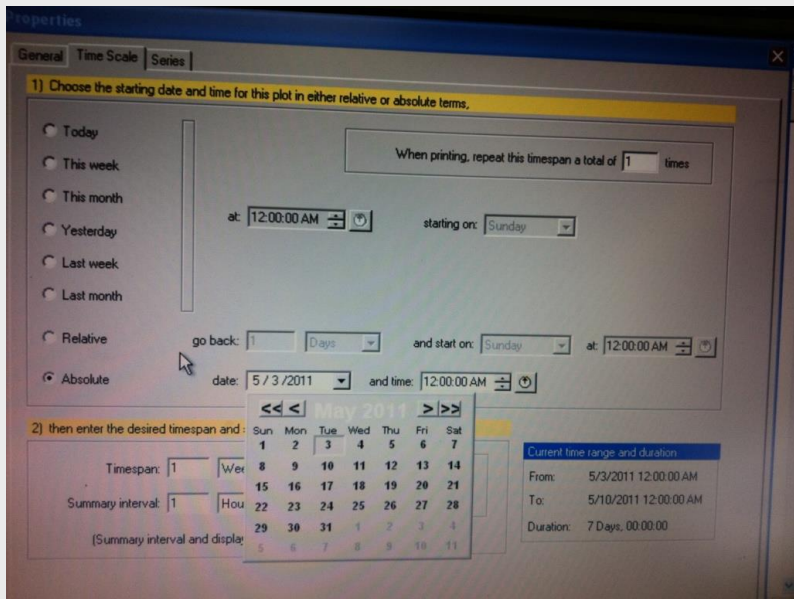 Properties
General Time Scale Series
1) Choose the starting date and time for this plot in either relative or absolute terms,
Today
When printing, repeat this timespan a total of 1 times
This week
This month
at: 12:00:00 AM starting on: Sunday
Yesterday
Last week
Last month
Relative go back: 1 Days and start on: Sunday at: 12:00:00 AM
Absolute date: 5 / 3 /2011 and time: 12:00:00 AM
<< < May 2011 > >>
2) then enter the desired timespan and
Sun Mon Tue Wed Thu Fri Sat
1 2 3 4 5 6 7
8 9 10 11 12 13 14
15 16 17 18 19 20 21
22 23 24 25 26 27 28
29 30 31 1 2 3 4
5 6 7 8 9 10 11
Timespan: 1 Wee
Summary interval: 1 Hou
(Summary interval and displa
Current time range and duration
From: 5/3/2011 12:00:00 AM
To: 5/10/2011 12:00:00 AM
Duration: 7 Days, 00:00:00